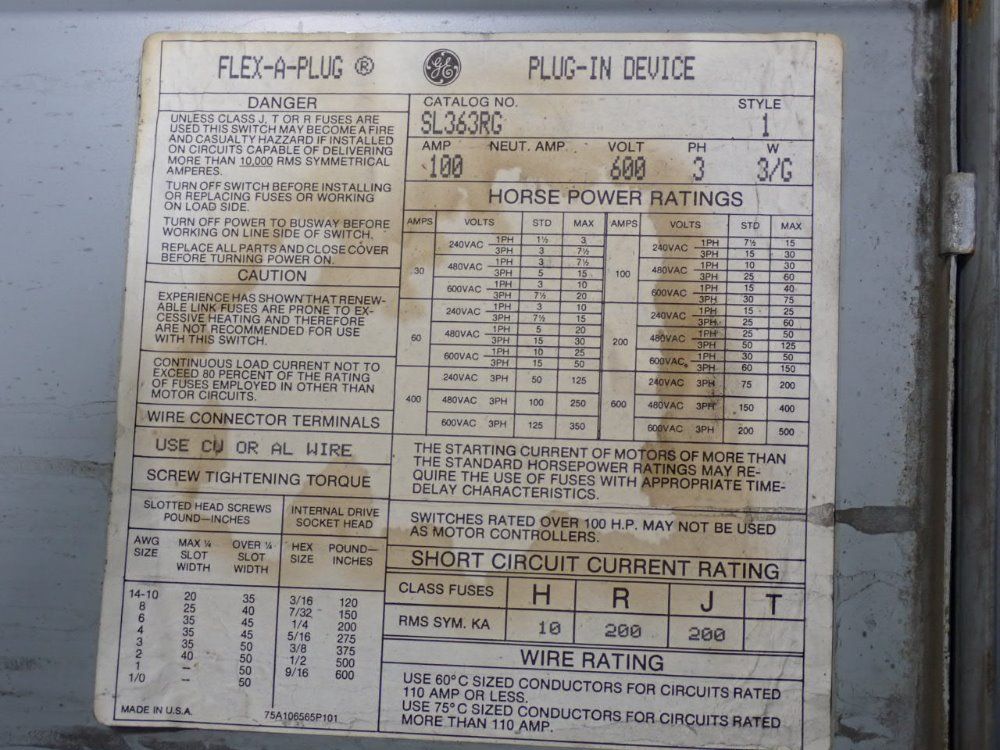 FLEX-A-PLUG ® GE PLUG-IN DEVICE
DANGER
UNLESS CLASS J, T OR R FUSES ARE
USED THIS SWITCH MAY BECOME A FIRE
AND CASUALTY HAZZARD IF INSTALLED
ON CIRCUITS CAPABLE OF DELIVERING
MORE THAN 10,000 RMS SYMMETRICAL
AMPERES.
TURN OFF SWITCH BEFORE INSTALLING
OR REPLACING FUSES OR WORKING
ON LOAD SIDE.
TURN OFF POWER TO BUSWAY BEFORE
WORKING ON LINE SIDE OF SWITCH.
REPLACE ALL PARTS AND CLOSE COVER
BEFORE TURNING POWER ON.
CAUTION
EXPERIENCE HAS SHOWN THAT RENEW-
ABLE LINK FUSES ARE PRONE TO EX-
CESSIVE HEATING AND THEREFORE
ARE NOT RECOMMENDED FOR USE
WITH THIS SWITCH.
CONTINUOUS LOAD CURRENT NOT TO
EXCEED 80 PERCENT OF THE RATING
OF FUSES EMPLOYED IN OTHER THAN
MOTOR CIRCUITS.
WIRE CONNECTOR TERMINALS
USE CU OR AL WIRE
SCREW TIGHTENING TORQUE
SLOTTED HEAD SCREWS INTERNAL DRIVE
POUND—INCHES SOCKET HEAD
AWG MAX ¼ OVER ¼ HEX POUND—
SIZE SLOT SLOT SIZE INCHES
WIDTH WIDTH
14-10 20 35 3/16 120
8 25 40 7/32 150
6 35 45 1/4 200
4 35 45 5/16 275
3 35 50 3/8 375
2 40 50 1/2 500
1 — 50 9/16 600
1/0 — 50
MADE IN U.S.A. 75A106565P101
CATALOG NO. STYLE
SL363RG 1
AMP NEUT. AMP VOLT PH W
100 600 3 3/G
HORSE POWER RATINGS
AMPS VOLTS STD MAX AMPS VOLTS STD MAX
30 240VAC 1PH 1½ 3 100 240VAC 1PH 7½ 15
3PH 3 7½ 3PH 15 30
480VAC 1PH 3 7½ 480VAC 1PH 10 30
3PH 5 15 3PH 25 60
600VAC 1PH 3 10 600VAC 1PH 15 40
3PH 7½ 20 3PH 30 75
60 240VAC 1PH 3 10 200 240VAC 1PH 15 25
3PH 7½ 15 3PH 25 60
480VAC 1PH 5 20 480VAC 1PH 25 50
3PH 15 30 3PH 50 125
600VAC 1PH 10 25 600VAC 1PH 30 50
3PH 15 50 3PH 60 150
400 240VAC 3PH 50 125 600 240VAC 3PH 75 200
480VAC 3PH 100 250 480VAC 3PH 150 400
600VAC 3PH 125 350 600VAC 3PH 200 500
THE STARTING CURRENT OF MOTORS OF MORE THAN
THE STANDARD HORSEPOWER RATINGS MAY RE-
QUIRE THE USE OF FUSES WITH APPROPRIATE TIME-
DELAY CHARACTERISTICS.
SWITCHES RATED OVER 100 H.P. MAY NOT BE USED
AS MOTOR CONTROLLERS.
SHORT CIRCUIT CURRENT RATING
CLASS FUSES H R J T
RMS SYM. KA 10 200 200
WIRE RATING
USE 60°C SIZED CONDUCTORS FOR CIRCUITS RATED
110 AMP OR LESS.
USE 75°C SIZED CONDUCTORS FOR CIRCUITS RATED
MORE THAN 110 AMP.